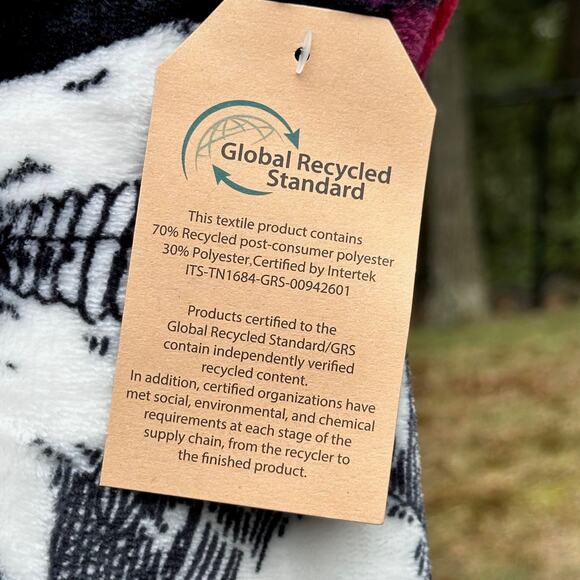 Global Recycled
Standard
This textile product contains
70% Recycled post-consumer polyester
30% Polyester,Certified by Intertek
ITS-TN1684-GRS-00942601
Products certified to the
Global Recycled Standard/GRS
contain independently verified
recycled content.
In addition, certified organizations have
met social, environmental, and chemical
requirements at each stage of the
supply chain, from the recycler to
the finished product.